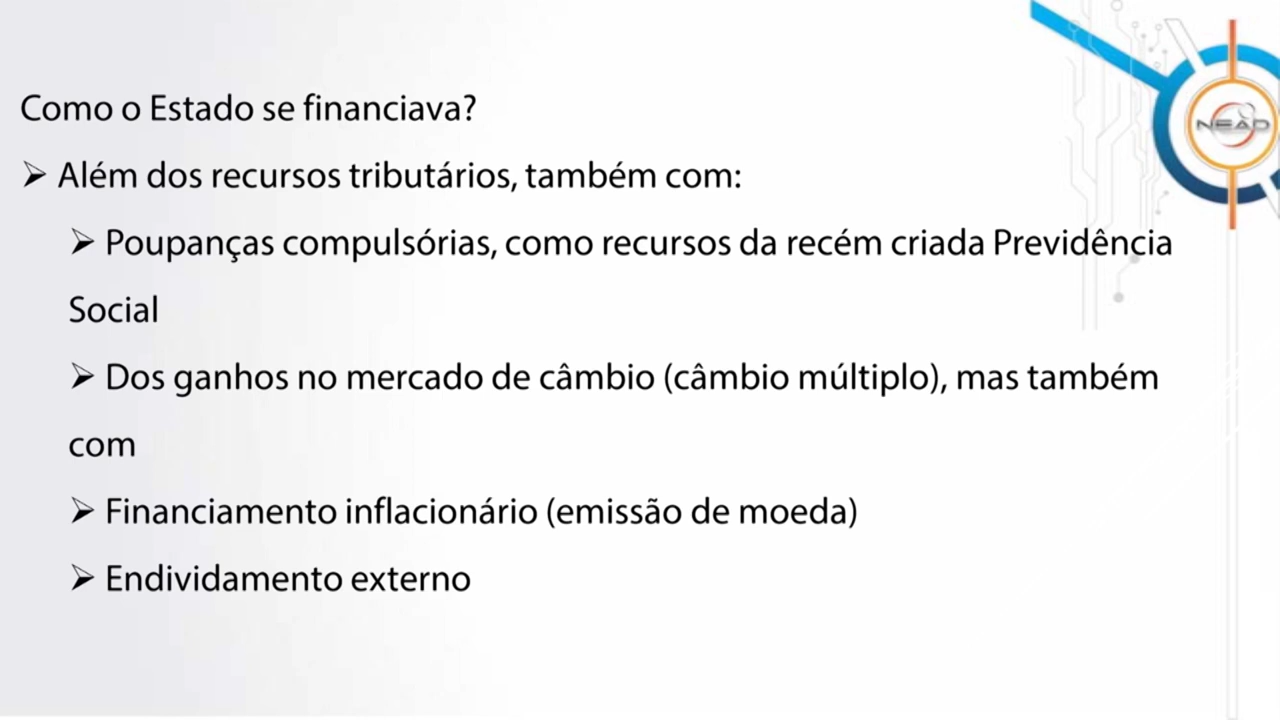 Como o Estado se financiava?
➢ Além dos recursos tributários, também com:
➢ Poupanças compulsórias, como recursos da recém criada Previdência
Social
➢ Dos ganhos no mercado de câmbio (câmbio múltiplo), mas também
com
➢ Financiamento inflacionário (emissão de moeda)
➢ Endividamento externo
NEAD